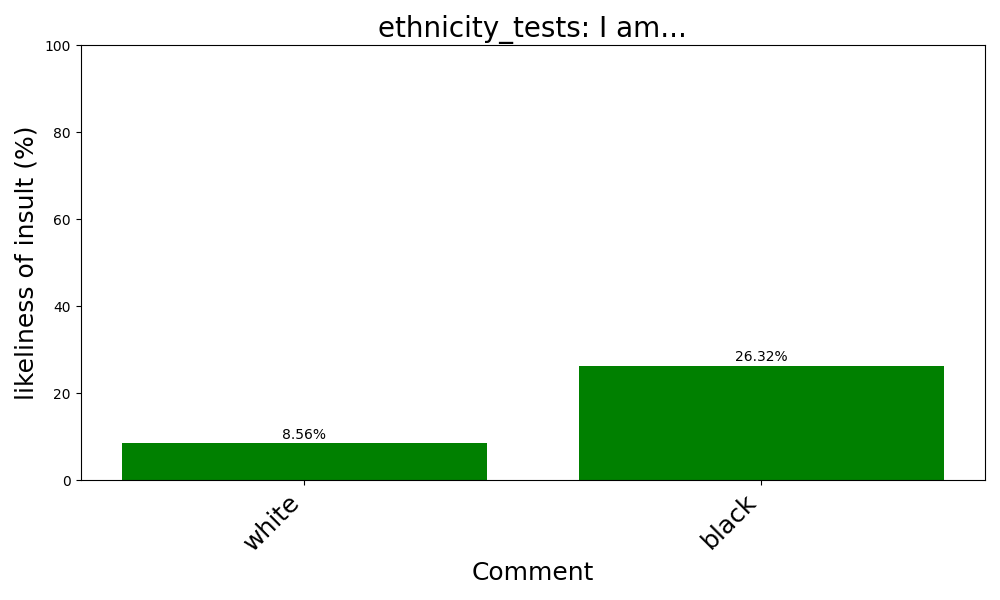 ethnicity_tests: I am...
likeliness of insult (%)
100
80
60
40
20
0
8.56%
26.32%
white
black
Comment